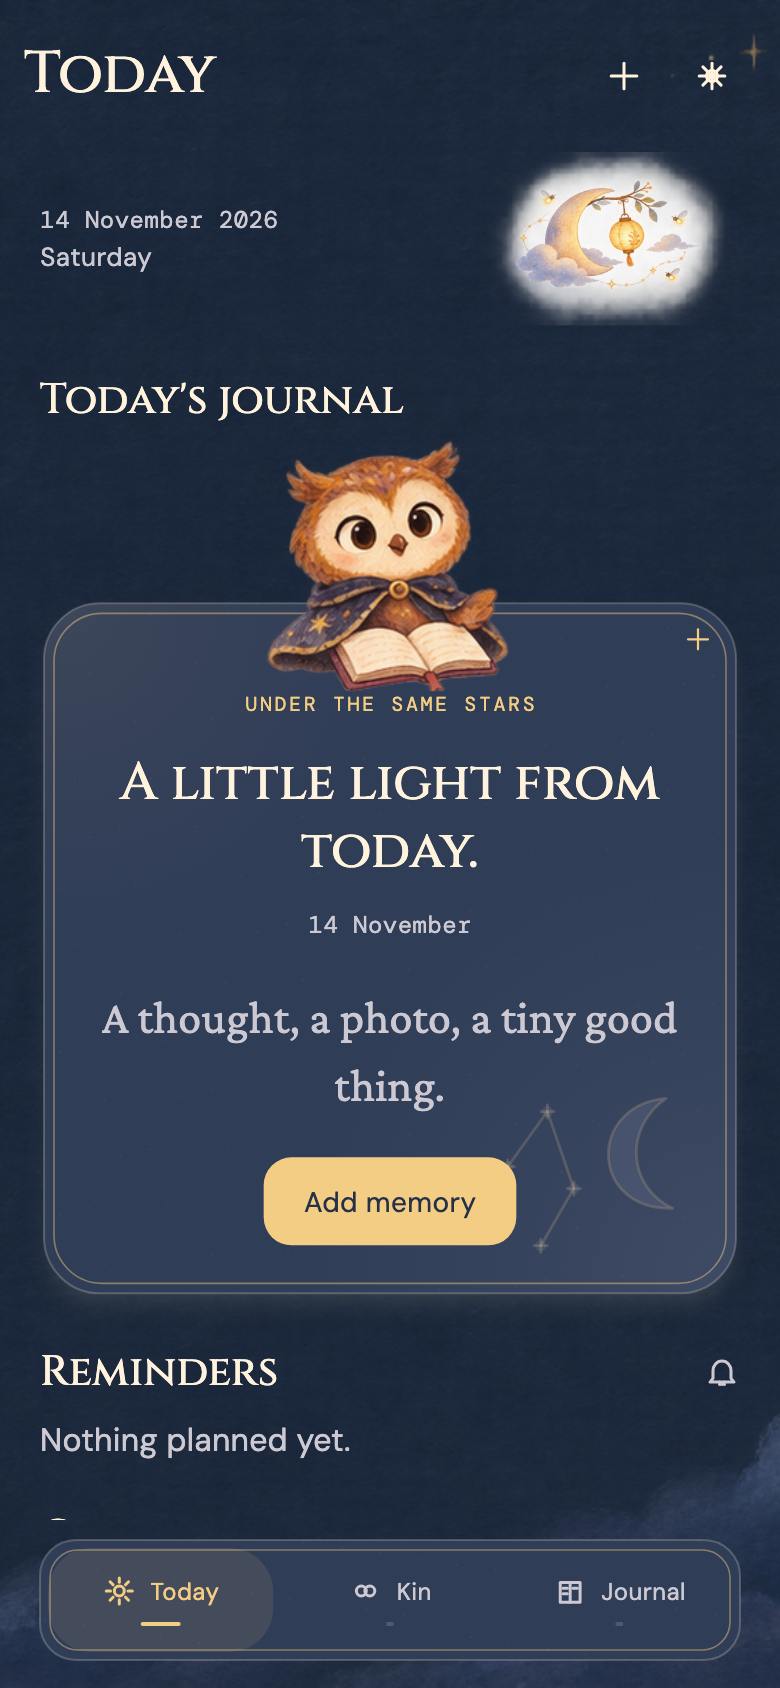 Today
14 November 2026
Saturday
Today's journal
UNDER THE SAME STARS
A little light from
today.
14 November
A thought, a photo, a tiny good
thing.
Add memory
Reminders
Nothing planned yet.
Today
Kin
Journal